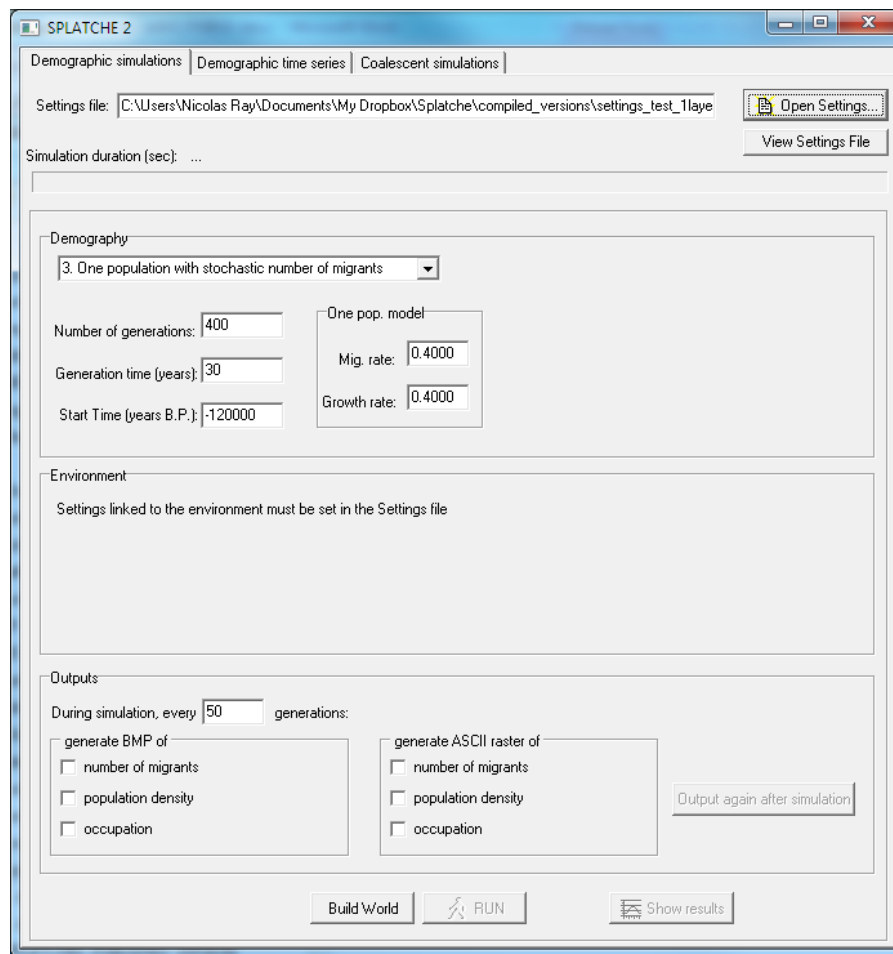 SPLATCHE 2
Demographic simulations Demographic time series Coalescent simulations
Settings file: C:\Users\Nicolas Ray\Documents\My Dropbox\Splatche\compiled_versions\settings_test_1laye Open Settings...
View Settings File
Simulation duration (sec): ...
Demography
3. One population with stochastic number of migrants
One pop. model
Number of generations: 400
Mig. rate: 0.4000
Generation time (years): 30
Growth rate: 0.4000
Start Time (years B.P.): -120000
Environment
Settings linked to the environment must be set in the Settings file
Outputs
During simulation, every 50 generations:
generate BMP of generate ASCII raster of
number of migrants number of migrants
population density population density Output again after simulation
occupation occupation
Build World RUN Show results